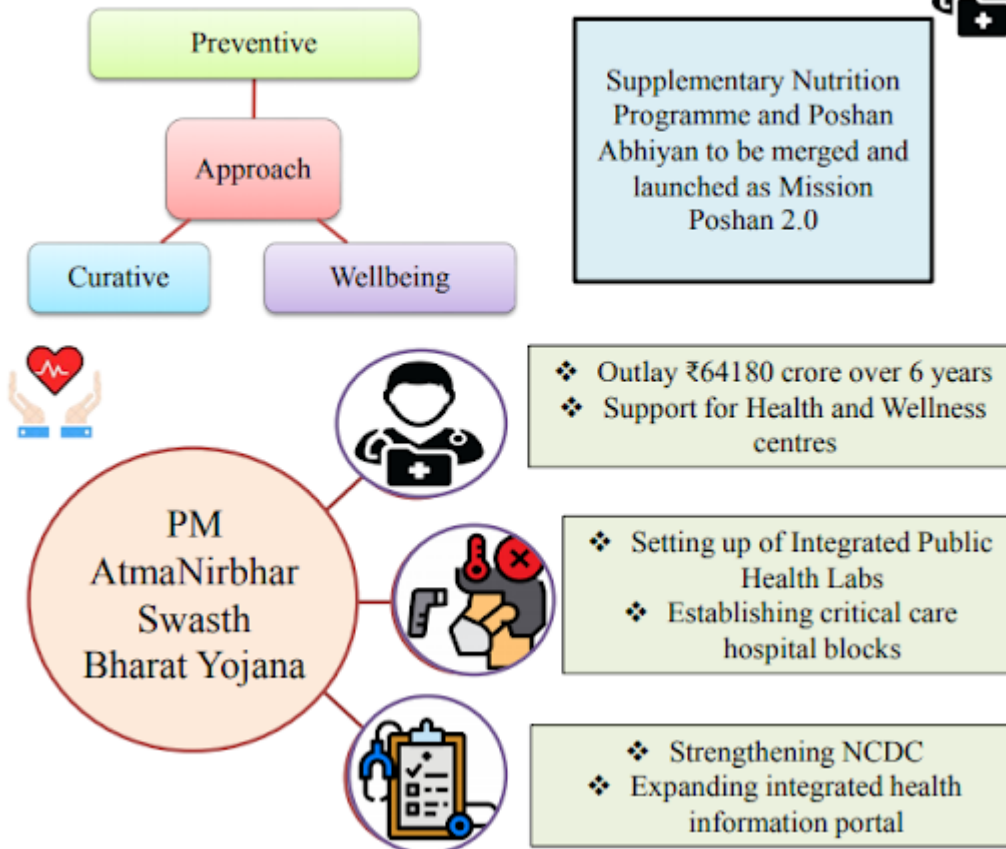 Preventive
Approach
Curative
Wellbeing
Supplementary Nutrition
Programme and Poshan
Abhiyan to be merged and
launched as Mission
Poshan 2.0
PM
AtmaNirbhar
Swasth
Bharat Yojana
❖ Outlay ₹64180 crore over 6 years
❖ Support for Health and Wellness
centres
❖ Setting up of Integrated Public
Health Labs
❖ Establishing critical care
hospital blocks
❖ Strengthening NCDC
❖ Expanding integrated health
information portal